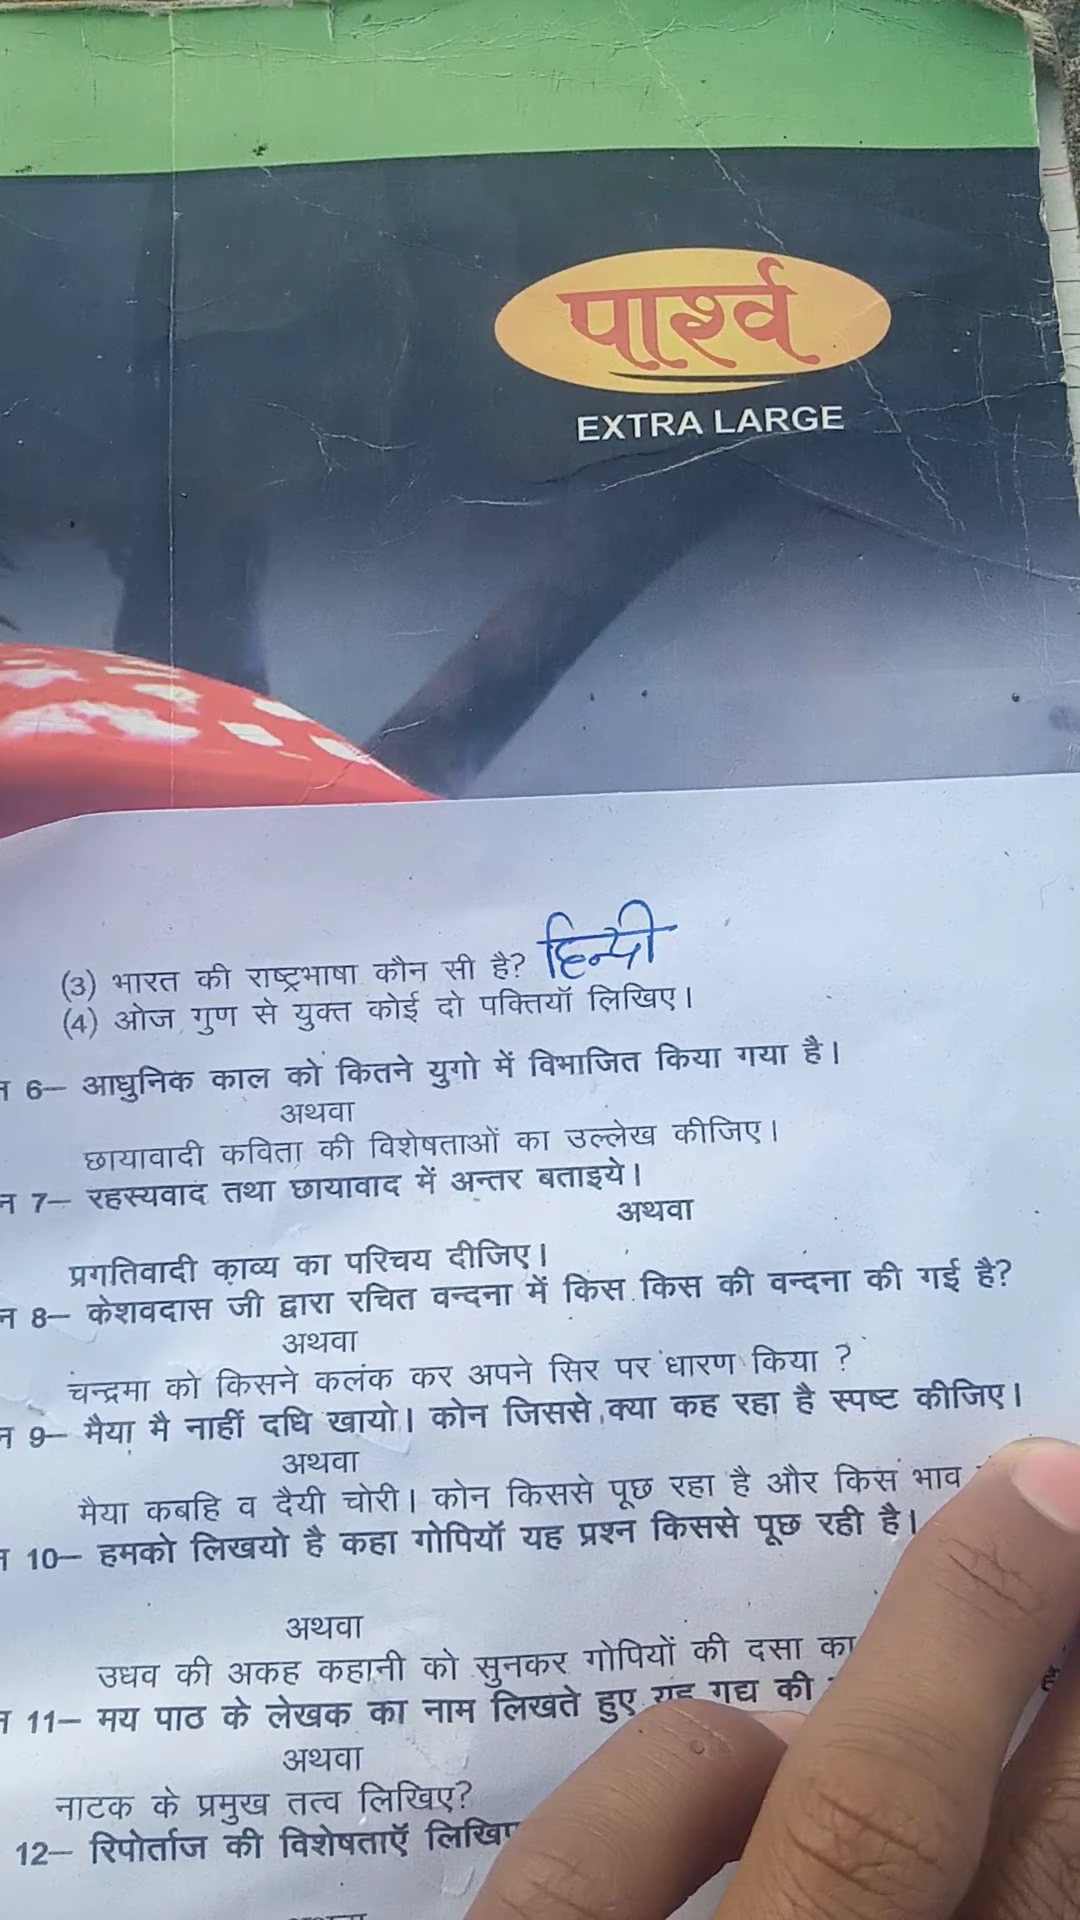 पार्श्व
EXTRA LARGE
(3) भारत की राष्ट्रभाषा कौन सी है? हिन्दी
(4) ओज गुण से युक्त कोई दो पक्तियॉ लिखिए।
न 6– आधुनिक काल को कितने युगो में विभाजित किया गया है।
अथवा
छायावादी कविता की विशेषताओं का उल्लेख कीजिए।
न 7– रहस्यवाद तथा छायावाद में अन्तर बताइये।
अथवा
प्रगतिवादी काव्य का परिचय दीजिए।
न 8– केशवदास जी द्वारा रचित वन्दना में किस किस की वन्दना की गई है?
अथवा
चन्द्रमा को किसने कलंक कर अपने सिर पर धारण किया ?
न 9– मैया मै नाहीं दधि खायो। कोन जिससे क्या कह रहा है स्पष्ट कीजिए।
अथवा
मैया कबहि व दैयी चोरी। कोन किससे पूछ रहा है और किस भाव
न 10– हमको लिखयो है कहा गोपियॉ यह प्रश्न किससे पूछ रही है।
अथवा
उधव की अकह कहानी को सुनकर गोपियों की दसा का
न 11– मय पाठ के लेखक का नाम लिखते हुए यह गद्य की
अथवा
नाटक के प्रमुख तत्व लिखिए?
12– रिपोर्ताज की विशेषताऍ